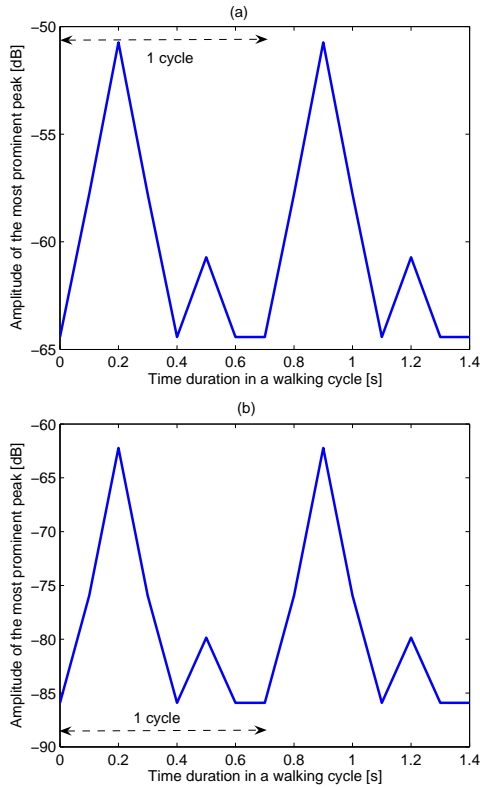 (a)
Amplitude of the most prominent peak [dB]
−50
−55
−60
−65
1 cycle
0 0.2 0.4 0.6 0.8 1 1.2 1.4
Time duration in a walking cycle [s]
(b)
Amplitude of the most prominent peak [dB]
−60
−65
−70
−75
−80
−85
−90
1 cycle
0 0.2 0.4 0.6 0.8 1 1.2 1.4
Time duration in a walking cycle [s]